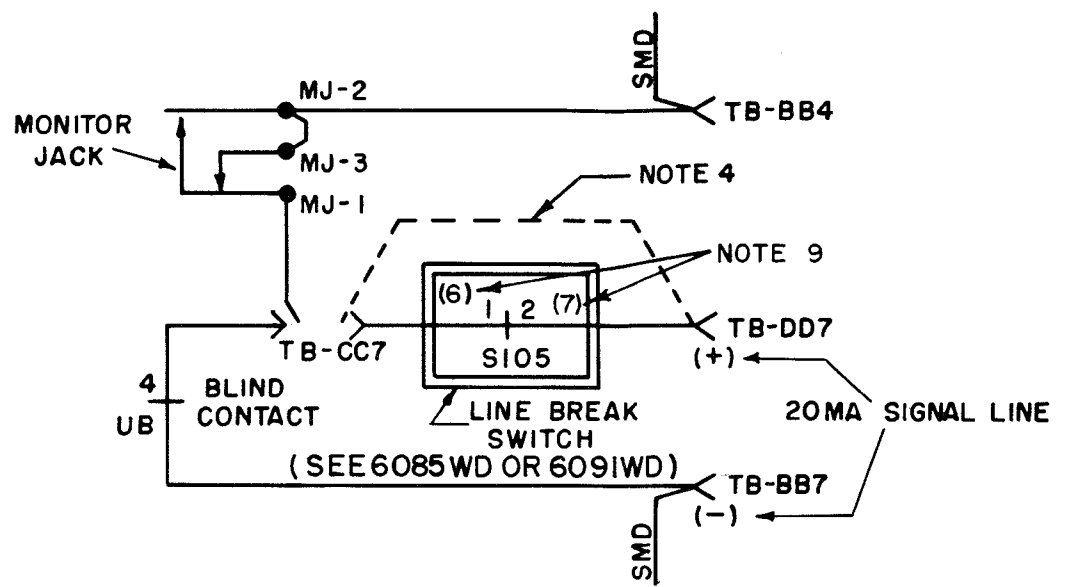 SMD
MJ-2
TB-BB4
MONITOR
JACK
MJ-3
NOTE 4
MJ-1
NOTE 9
(6)
1
2
(7)
TB-CC7
S105
TB-DD7
(+)
4
UB
BLIND
CONTACT
LINE BREAK
SWITCH
(SEE 6085WD OR 6091WD)
20MA SIGNAL LINE
TB-BB7
(-)
SMD